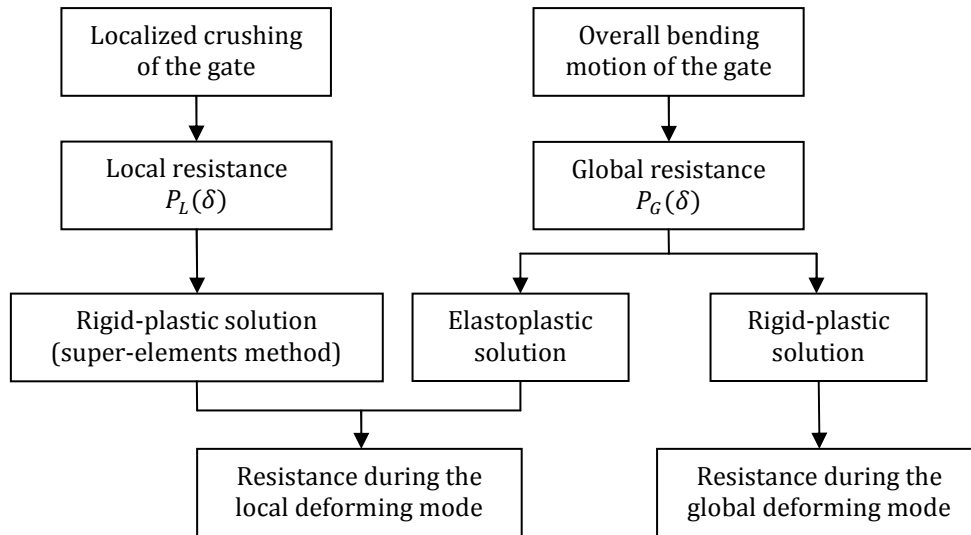 Localized crushing
of the gate
Overall bending
motion of the gate
Local resistance
P_L(δ)
Global resistance
P_G(δ)
Rigid-plastic solution
(super-elements method)
Elastoplastic
solution
Rigid-plastic
solution
Resistance during the
local deforming mode
Resistance during the
global deforming mode